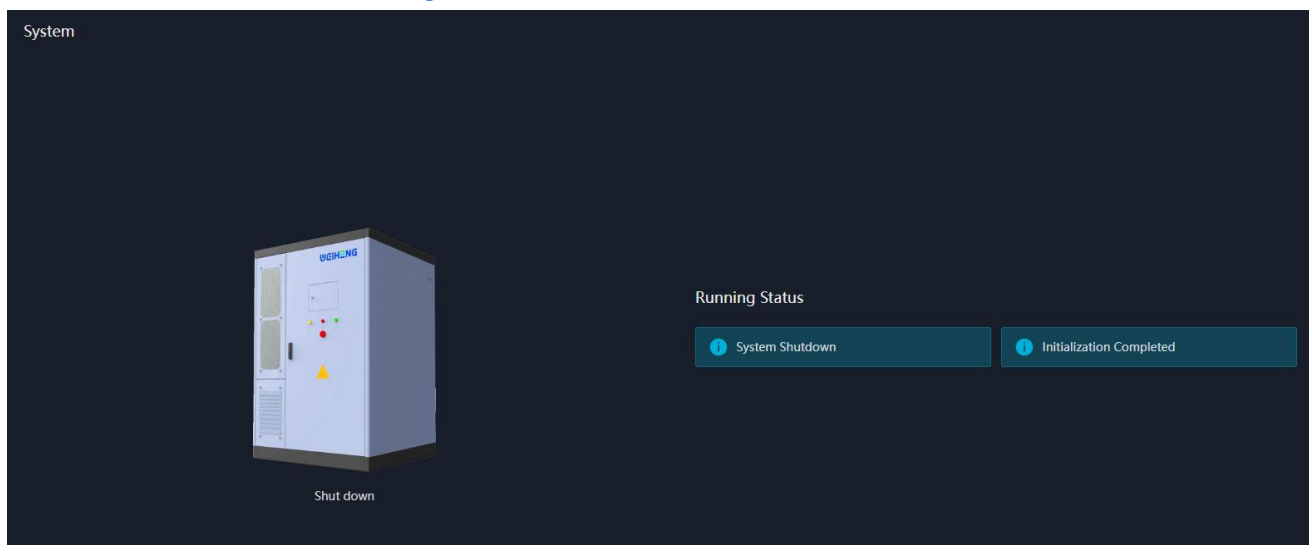 System
WEIHENG
Running Status
System Shutdown
Initialization Completed
Shut down